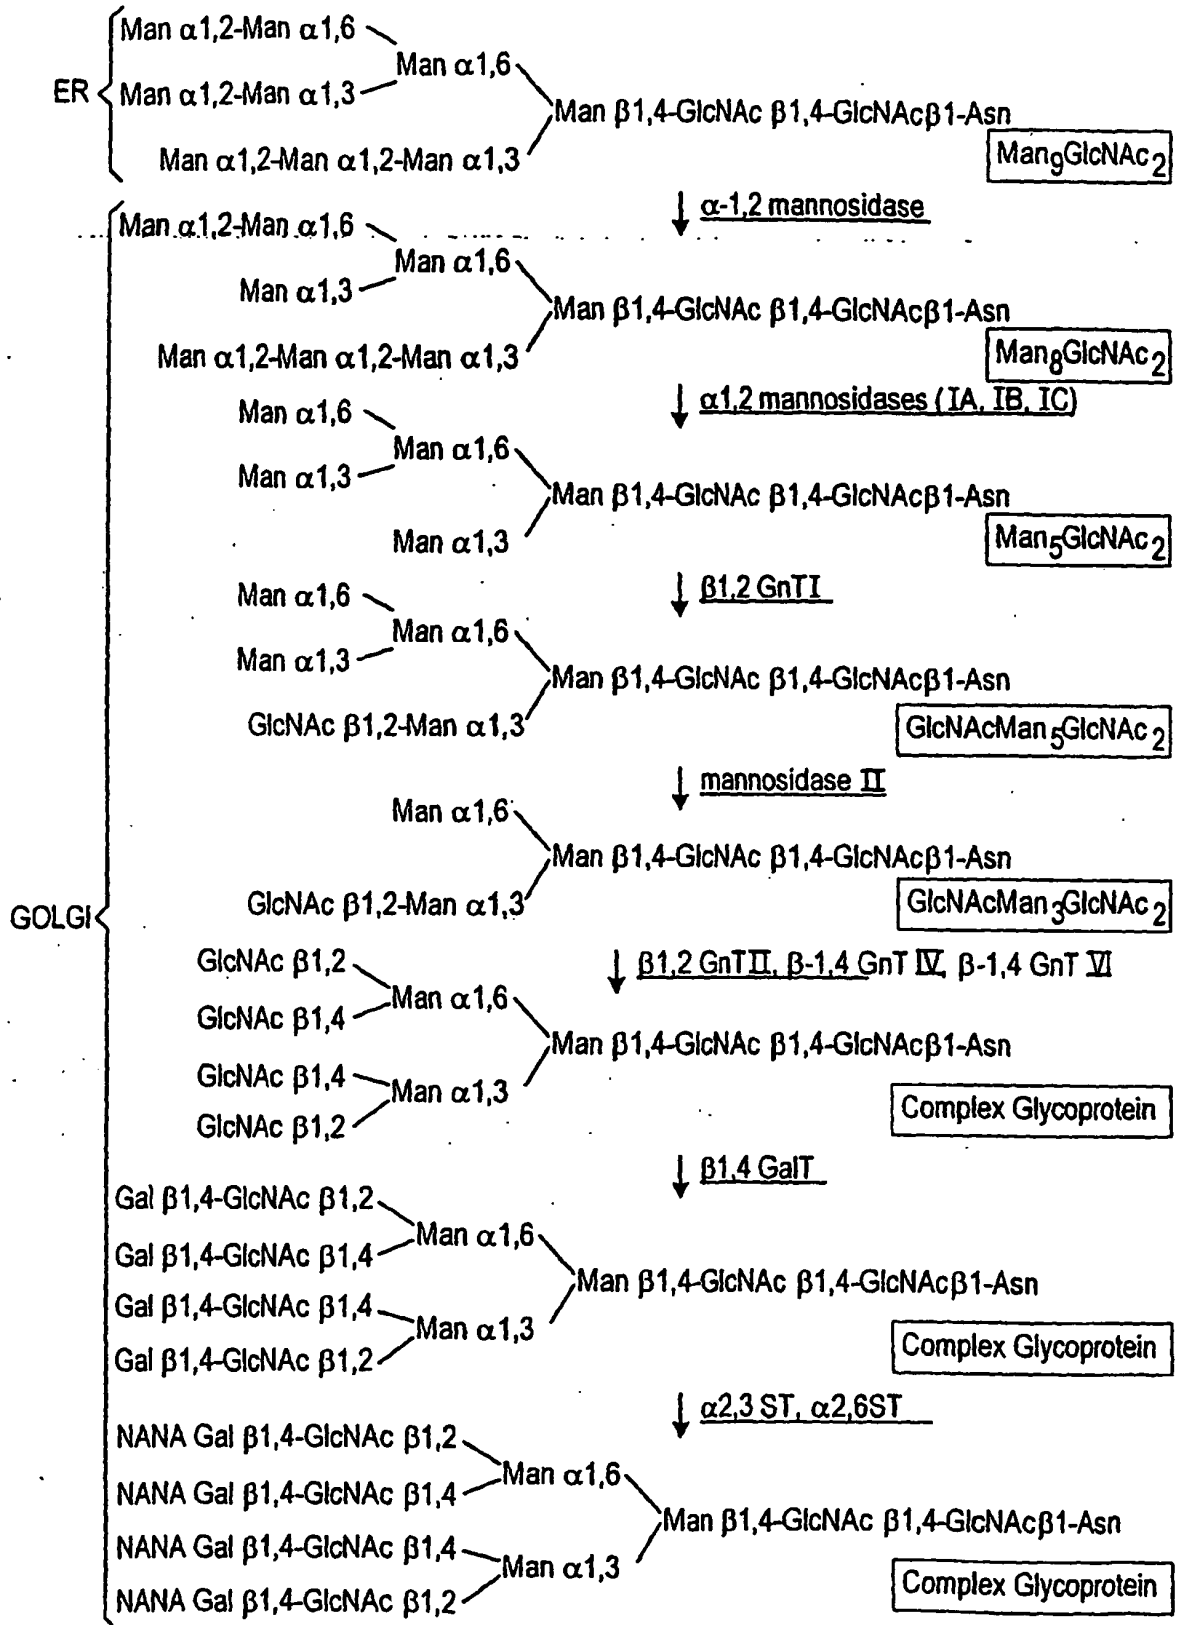 Man α1,2-Man α1,6
Man α1,6
ER
Man α1,2-Man α1,3
Man β1,4-GlcNAc β1,4-GlcNAcβ1-Asn
Man α1,2-Man α1,2-Man α1,3
Man9GlcNAc2
α-1,2 mannosidase
Man α1,2-Man α1,6
Man α1,6
Man α1,3
Man β1,4-GlcNAc β1,4-GlcNAcβ1-Asn
Man α1,2-Man α1,2-Man α1,3
Man8GlcNAc2
α1,2 mannosidases (IA, IB, IC)
Man α1,6
Man α1,6
Man α1,3
Man β1,4-GlcNAc β1,4-GlcNAcβ1-Asn
Man α1,3
Man5GlcNAc2
β1,2 GnTI
Man α1,6
Man α1,6
Man α1,3
Man β1,4-GlcNAc β1,4-GlcNAcβ1-Asn
GlcNAc β1,2-Man α1,3
GlcNAcMan5GlcNAc2
mannosidase II
Man α1,6
Man β1,4-GlcNAc β1,4-GlcNAcβ1-Asn
GlcNAc β1,2-Man α1,3
GlcNAcMan3GlcNAc2
GOLGI
β1,2 GnTII, β-1,4 GnT IV, β-1,4 GnT VI
GlcNAc β1,2
Man α1,6
GlcNAc β1,4
Man β1,4-GlcNAc β1,4-GlcNAcβ1-Asn
GlcNAc β1,4
Man α1,3
GlcNAc β1,2
Complex Glycoprotein
β1,4 GalT
Gal β1,4-GlcNAc β1,2
Man α1,6
Gal β1,4-GlcNAc β1,4
Man β1,4-GlcNAc β1,4-GlcNAcβ1-Asn
Gal β1,4-GlcNAc β1,4
Man α1,3
Gal β1,4-GlcNAc β1,2
Complex Glycoprotein
α2,3 ST, α2,6ST
NANA Gal β1,4-GlcNAc β1,2
Man α1,6
NANA Gal β1,4-GlcNAc β1,4
Man β1,4-GlcNAc β1,4-GlcNAcβ1-Asn
NANA Gal β1,4-GlcNAc β1,4
Man α1,3
NANA Gal β1,4-GlcNAc β1,2
Complex Glycoprotein